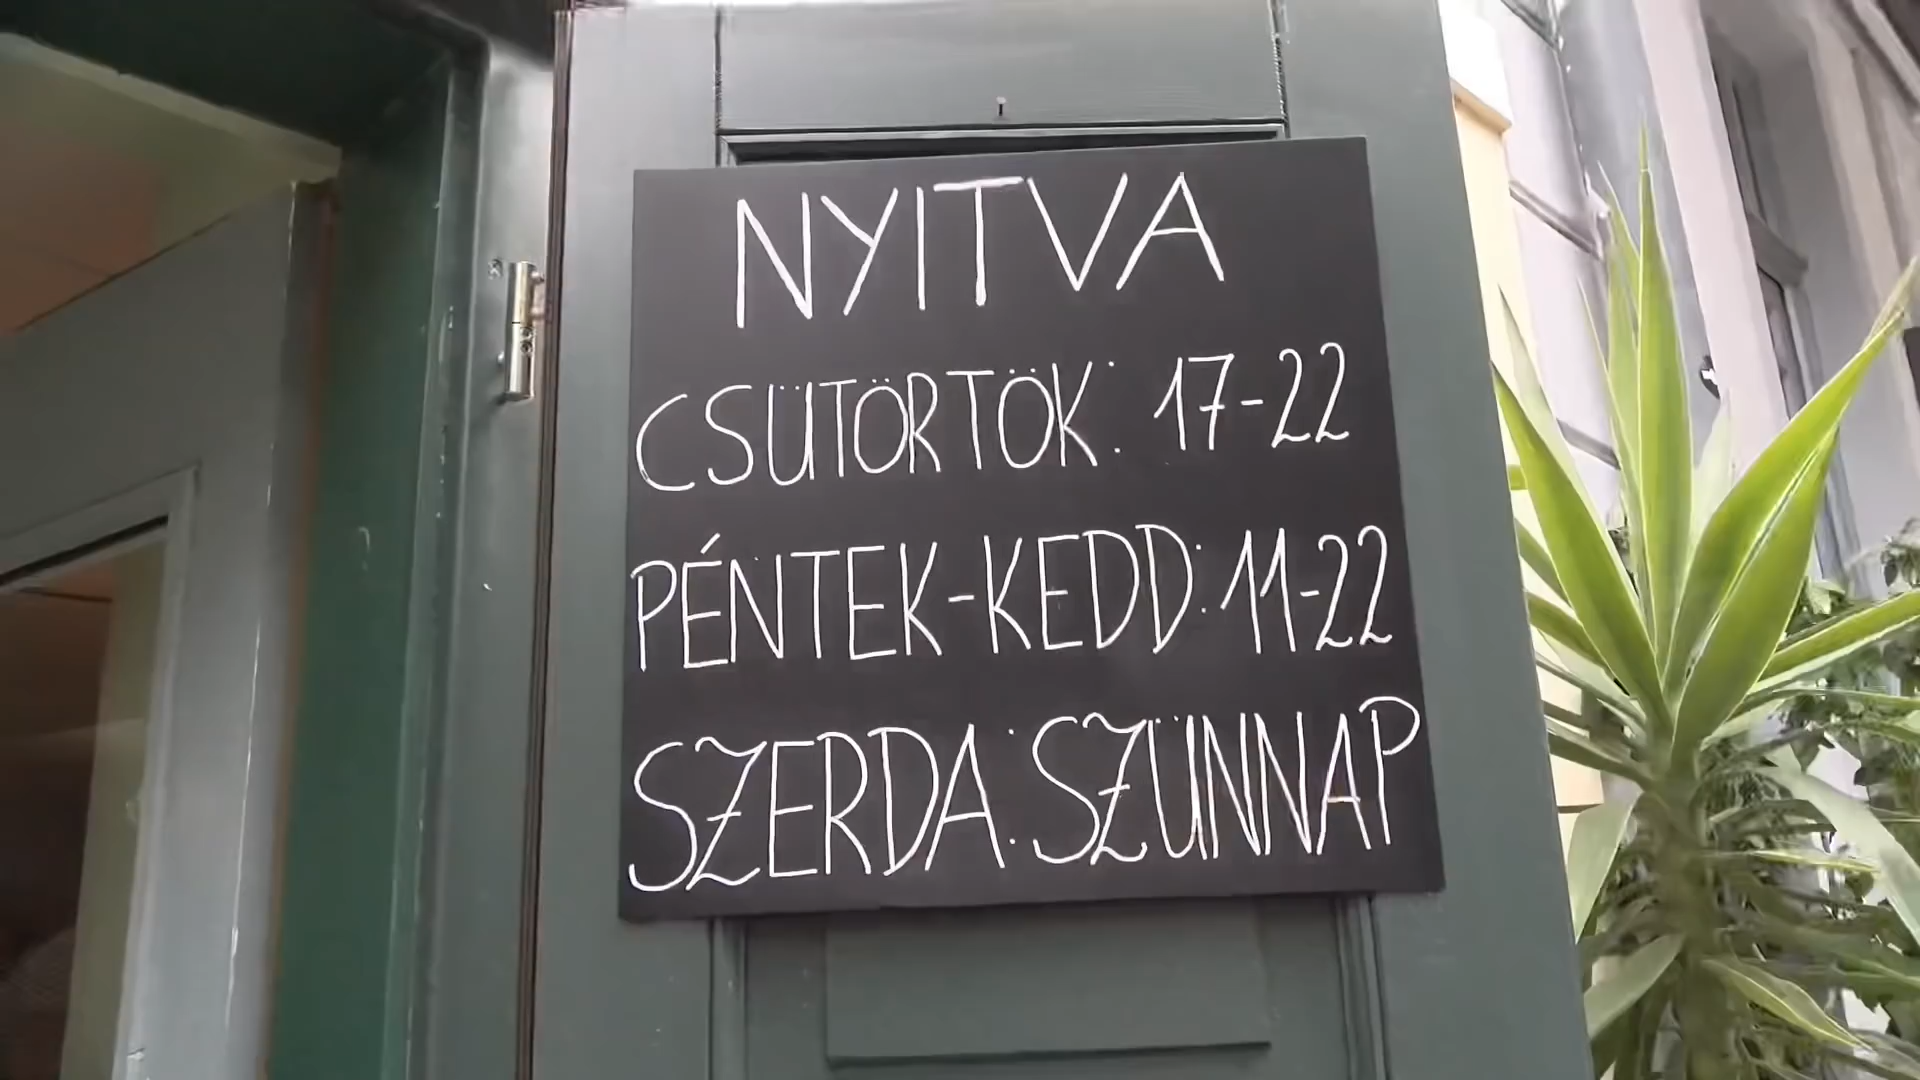 NYITVA
CSÜTÖRTÖK: 17-22
PÉNTEK-KEDD: 11-22
SZERDA: SZÜNNAP